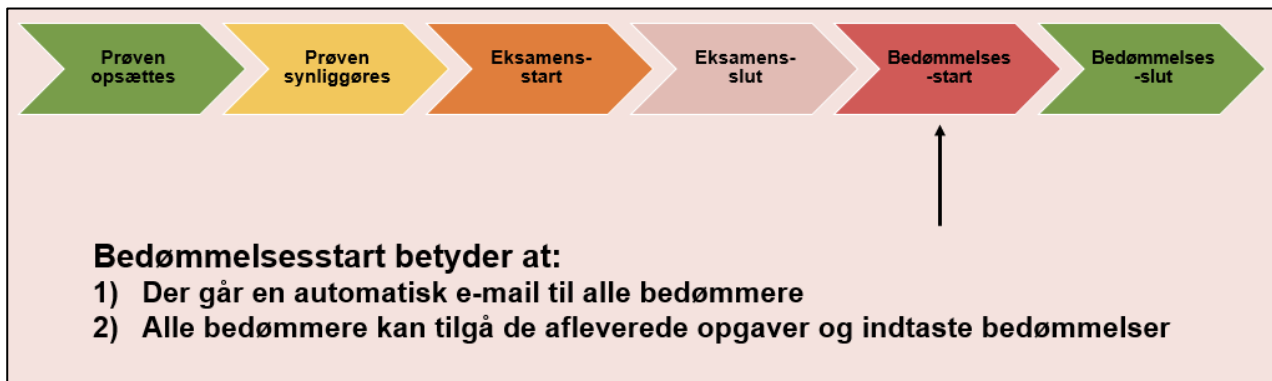 Prøven
opsættes
Prøven
synliggøres
Eksamens-
start
Eksamens-
slut
Bedømmelses
-start
Bedømmelses
-slut
Bedømmelsesstart betyder at:
1) Der går en automatisk e-mail til alle bedømmere
2) Alle bedømmere kan tilgå de afleverede opgaver og indtaste bedømmelser